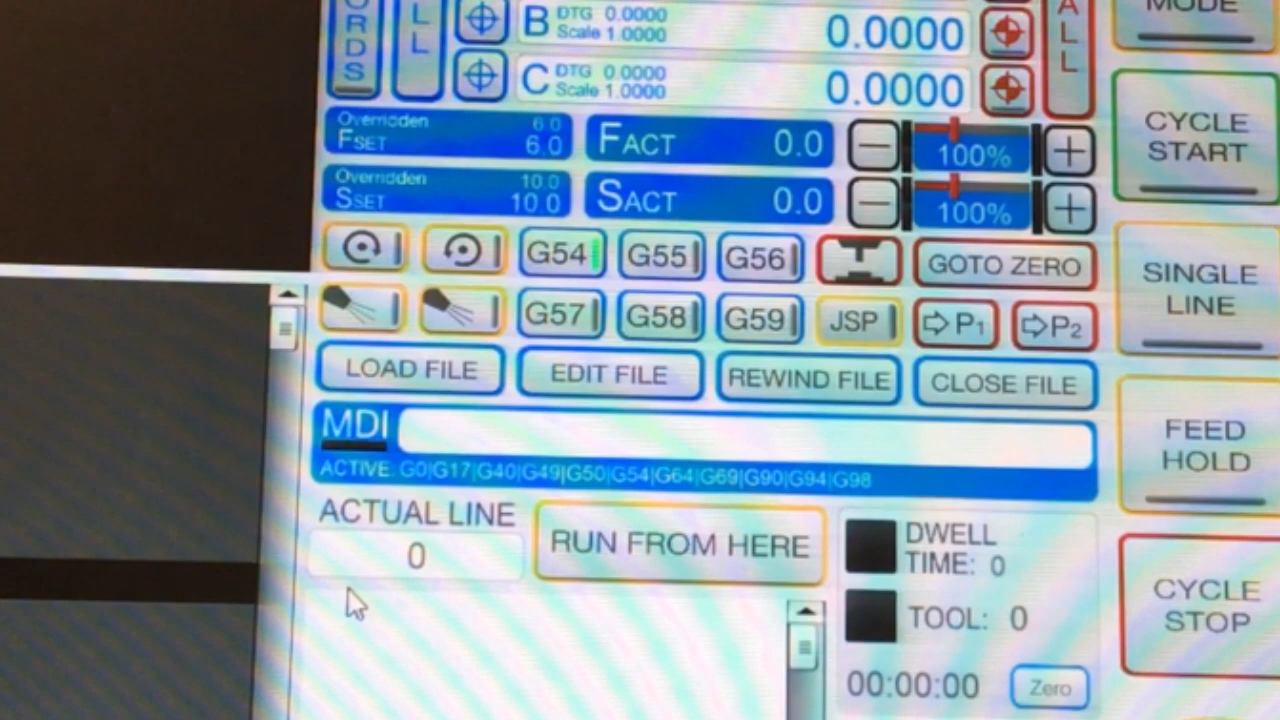 ORDS
LL
B DTG 0.0000
Scale 1.0000
0.0000
ALL
MODE
C DTG 0.0000
Scale 1.0000
0.0000
CYCLE
START
Overridden 6.0
FSET 6.0
FACT 0.0
100%
Overridden 10.0
SSET 10.0
SACT 0.0
100%
G54 G55 G56 GOTO ZERO
SINGLE
LINE
G57 G58 G59 JSP P1 P2
LOAD FILE EDIT FILE REWIND FILE CLOSE FILE
MDI
ACTIVE: G0|G17|G40|G49|G50|G54|G64|G69|G90|G94|G98
FEED
HOLD
ACTUAL LINE
0
RUN FROM HERE
DWELL
TIME: 0
TOOL: 0
00:00:00 Zero
CYCLE
STOP